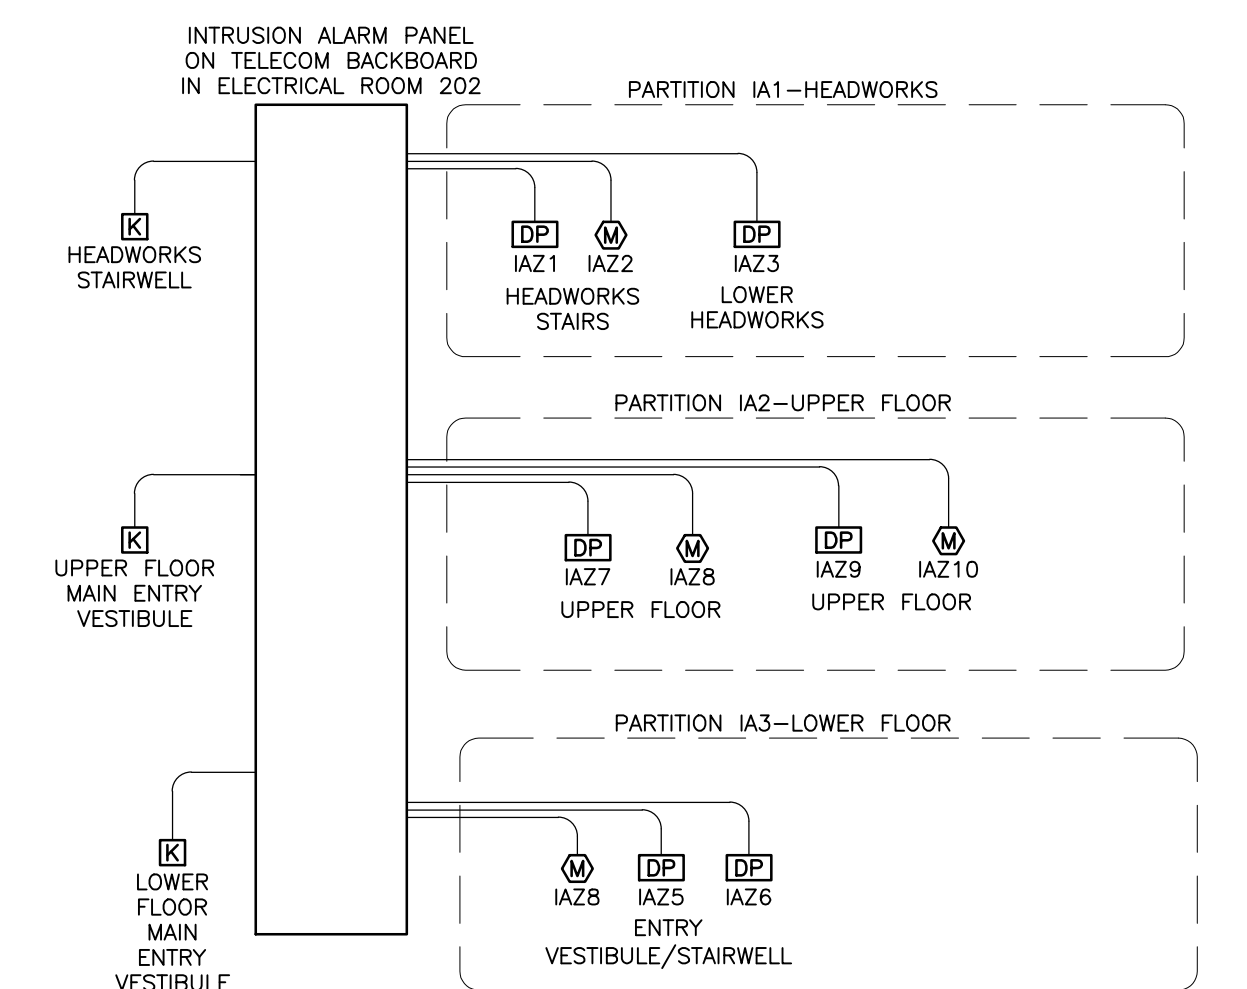 INTRUSION ALARM PANEL
ON TELECOM BACKBOARD
IN ELECTRICAL ROOM 202
PARTITION IA1-HEADWORKS
K
HEADWORKS
STAIRWELL
DP
IAZ1
M
IAZ2
HEADWORKS
STAIRS
DP
IAZ3
LOWER
HEADWORKS
PARTITION IA2-UPPER FLOOR
K
UPPER FLOOR
MAIN ENTRY
VESTIBULE
DP
IAZ7
M
IAZ8
UPPER FLOOR
DP
IAZ9
M
IAZ10
UPPER FLOOR
PARTITION IA3-LOWER FLOOR
K
LOWER
FLOOR
MAIN
ENTRY
VESTIBULE
M
IAZ8
DP
IAZ5
DP
IAZ6
ENTRY
VESTIBULE/STAIRWELL